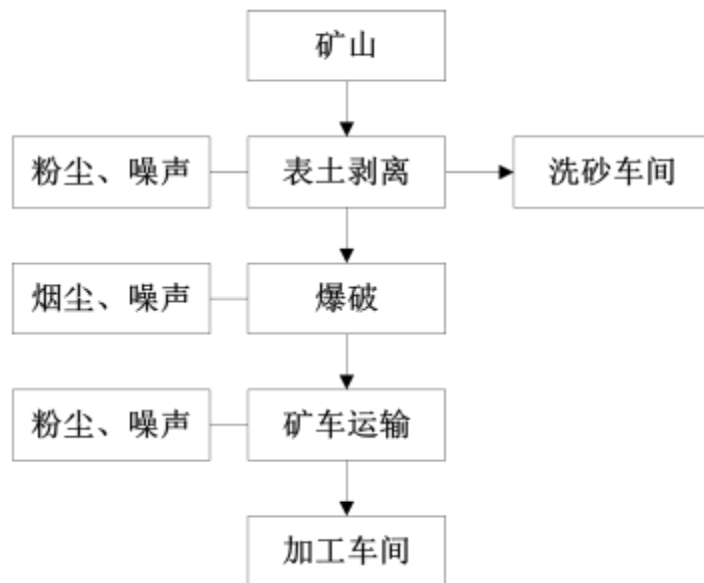 矿山
粉尘、噪声
表土剥离
洗砂车间
烟尘、噪声
爆破
粉尘、噪声
矿车运输
加工车间